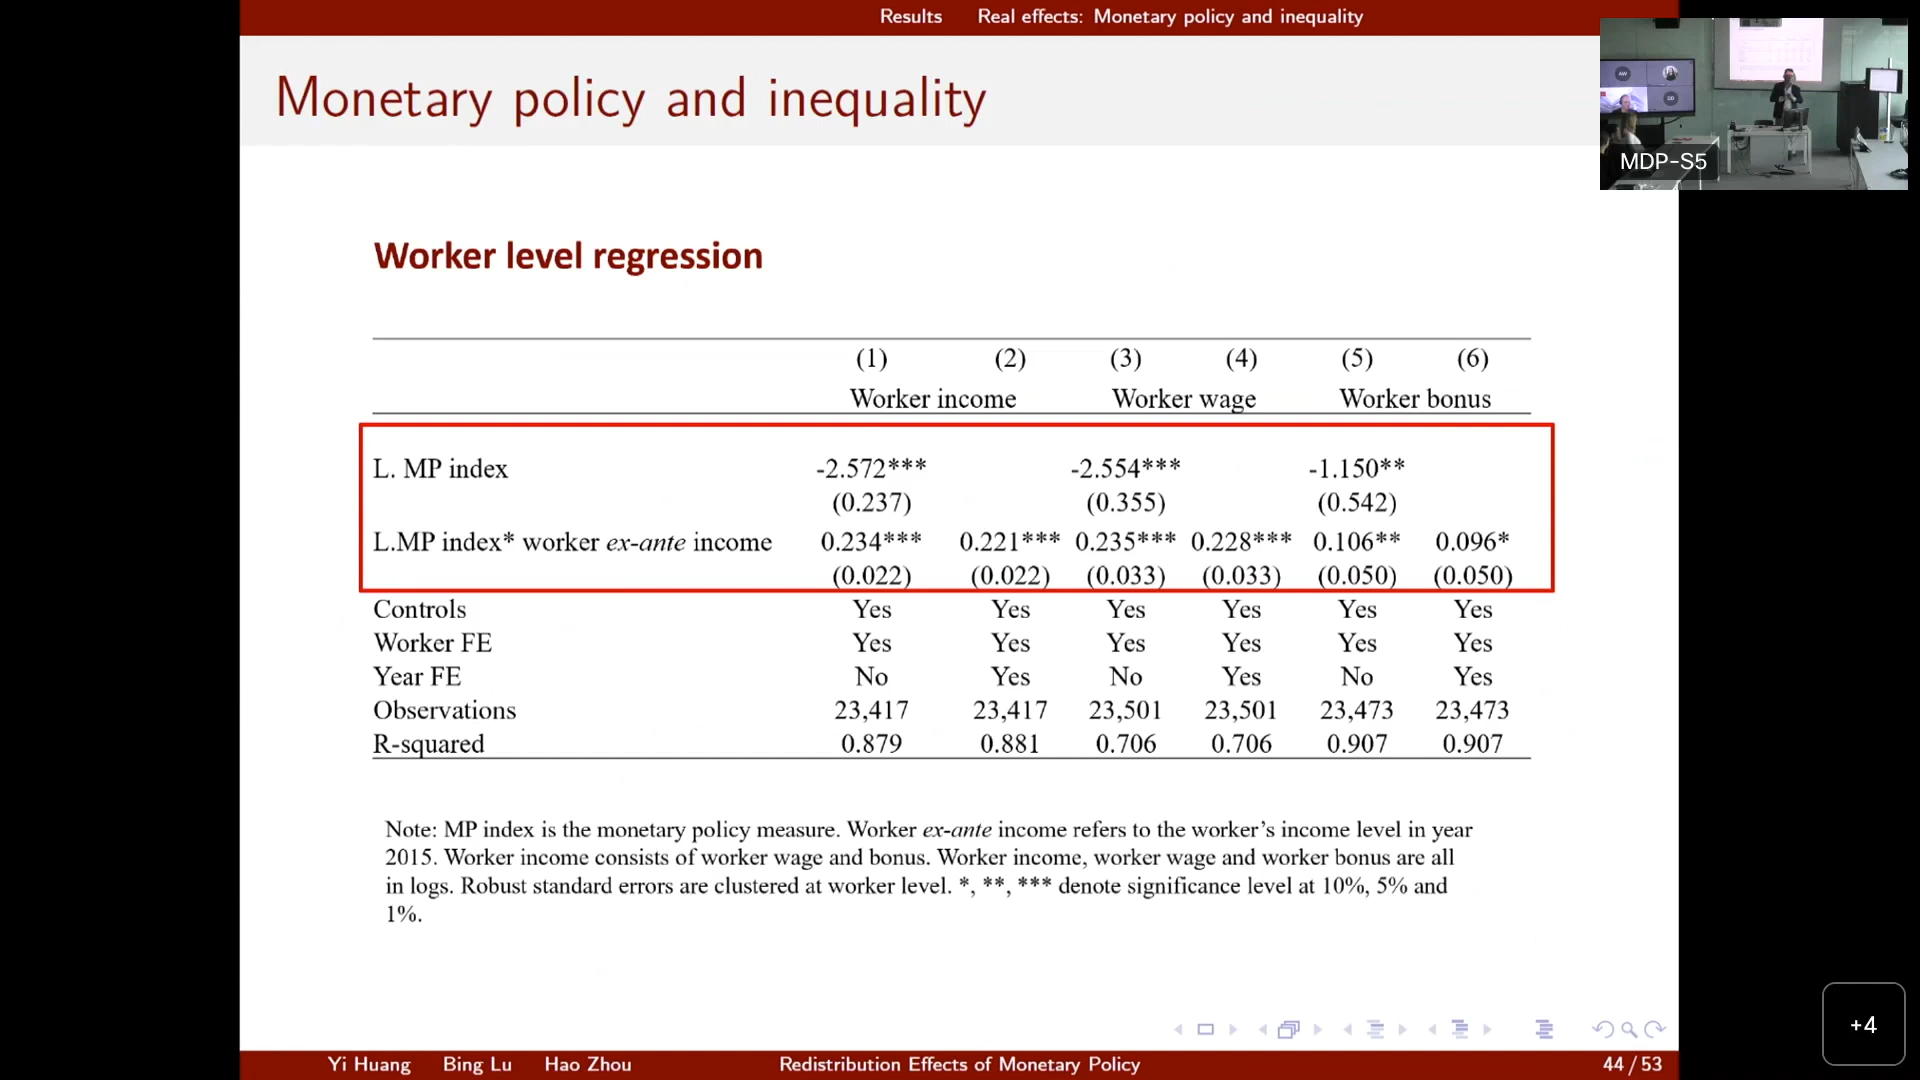 Results Real effects: Monetary policy and inequality
Monetary policy and inequality
MDP-S5
AW
Worker level regression
(1) (2) (3) (4) (5) (6)
Worker income Worker wage Worker bonus
L. MP index -2.572*** -2.554*** -1.150**
(0.237) (0.355) (0.542)
L.MP index* worker ex-ante income 0.234*** 0.221*** 0.235*** 0.228*** 0.106** 0.096*
(0.022) (0.022) (0.033) (0.033) (0.050) (0.050)
Controls Yes Yes Yes Yes Yes Yes
Worker FE Yes Yes Yes Yes Yes Yes
Year FE No Yes No Yes No Yes
Observations 23,417 23,417 23,501 23,501 23,473 23,473
R-squared 0.879 0.881 0.706 0.706 0.907 0.907
Note: MP index is the monetary policy measure. Worker ex-ante income refers to the worker's income level in year
2015. Worker income consists of worker wage and bonus. Worker income, worker wage and worker bonus are all
in logs. Robust standard errors are clustered at worker level. *, **, *** denote significance level at 10%, 5% and
1%.
+4
Yi Huang Bing Lu Hao Zhou Redistribution Effects of Monetary Policy 44 / 53